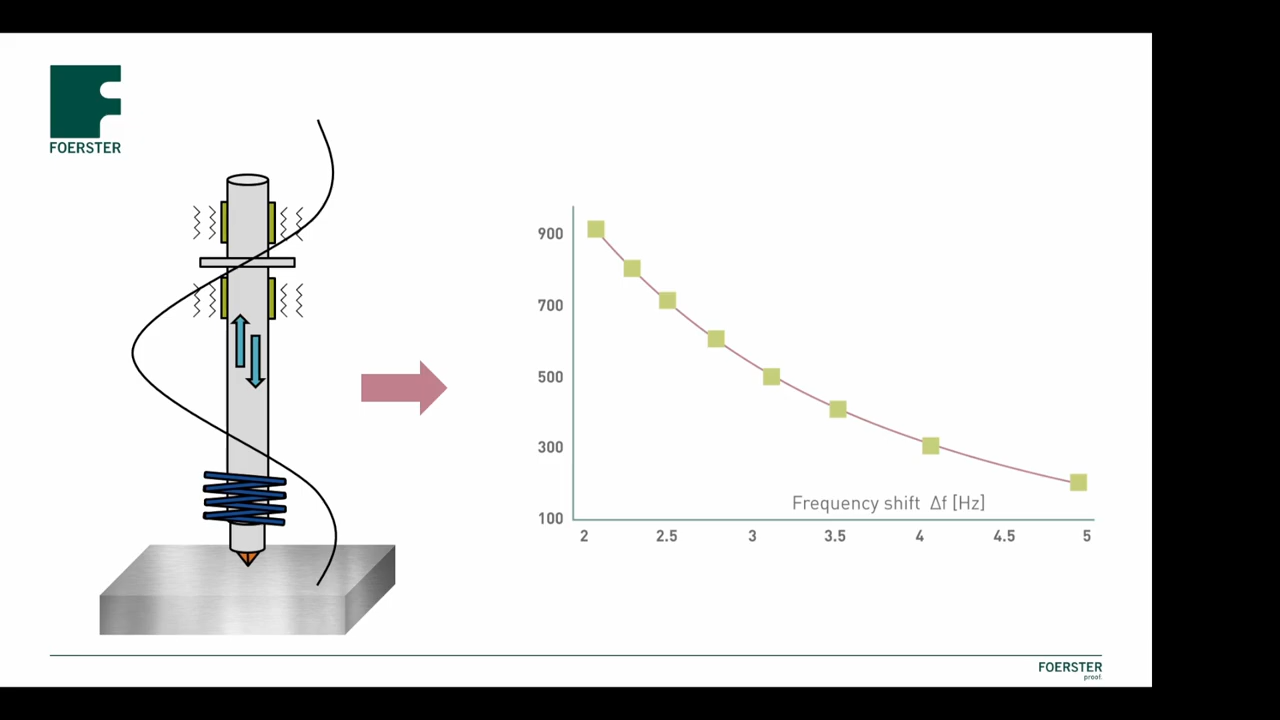 FOERSTER
900
700
500
300
100
Frequency shift Δf [Hz]
2 2.5 3 3.5 4 4.5 5
FOERSTER
proof.